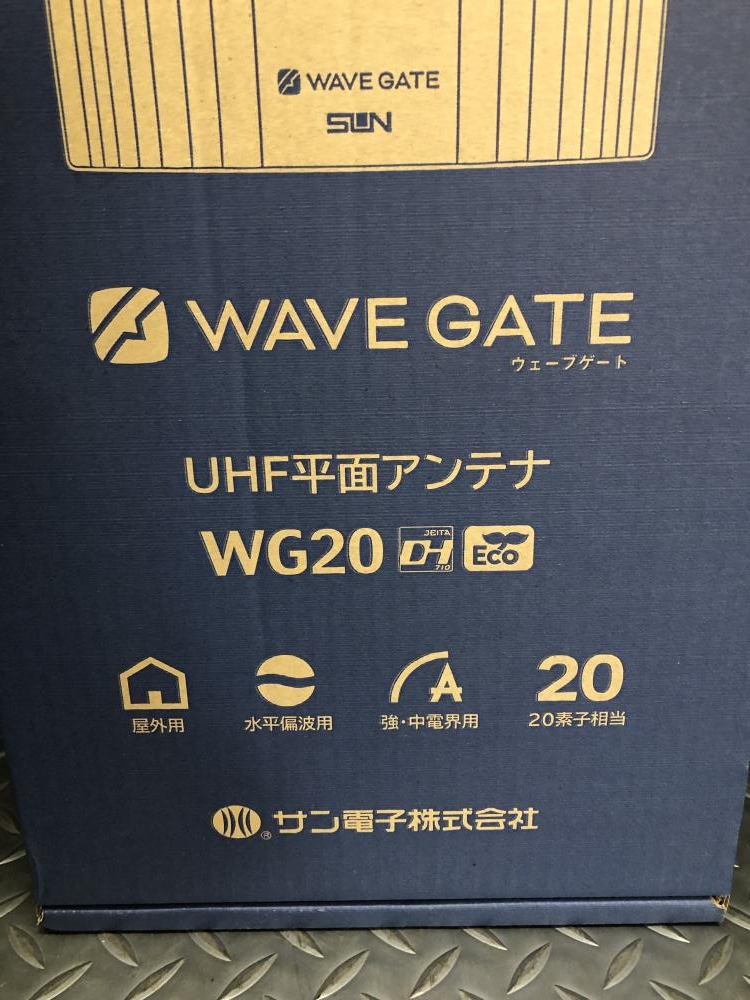 WAVE GATE
SUN
WAVE GATE
ウェーブゲート
UHF平面アンテナ
WG20 JEITA DH 710 Eco
屋外用 水平偏波用 強・中電界用 20 20素子相当
® サン電子株式会社